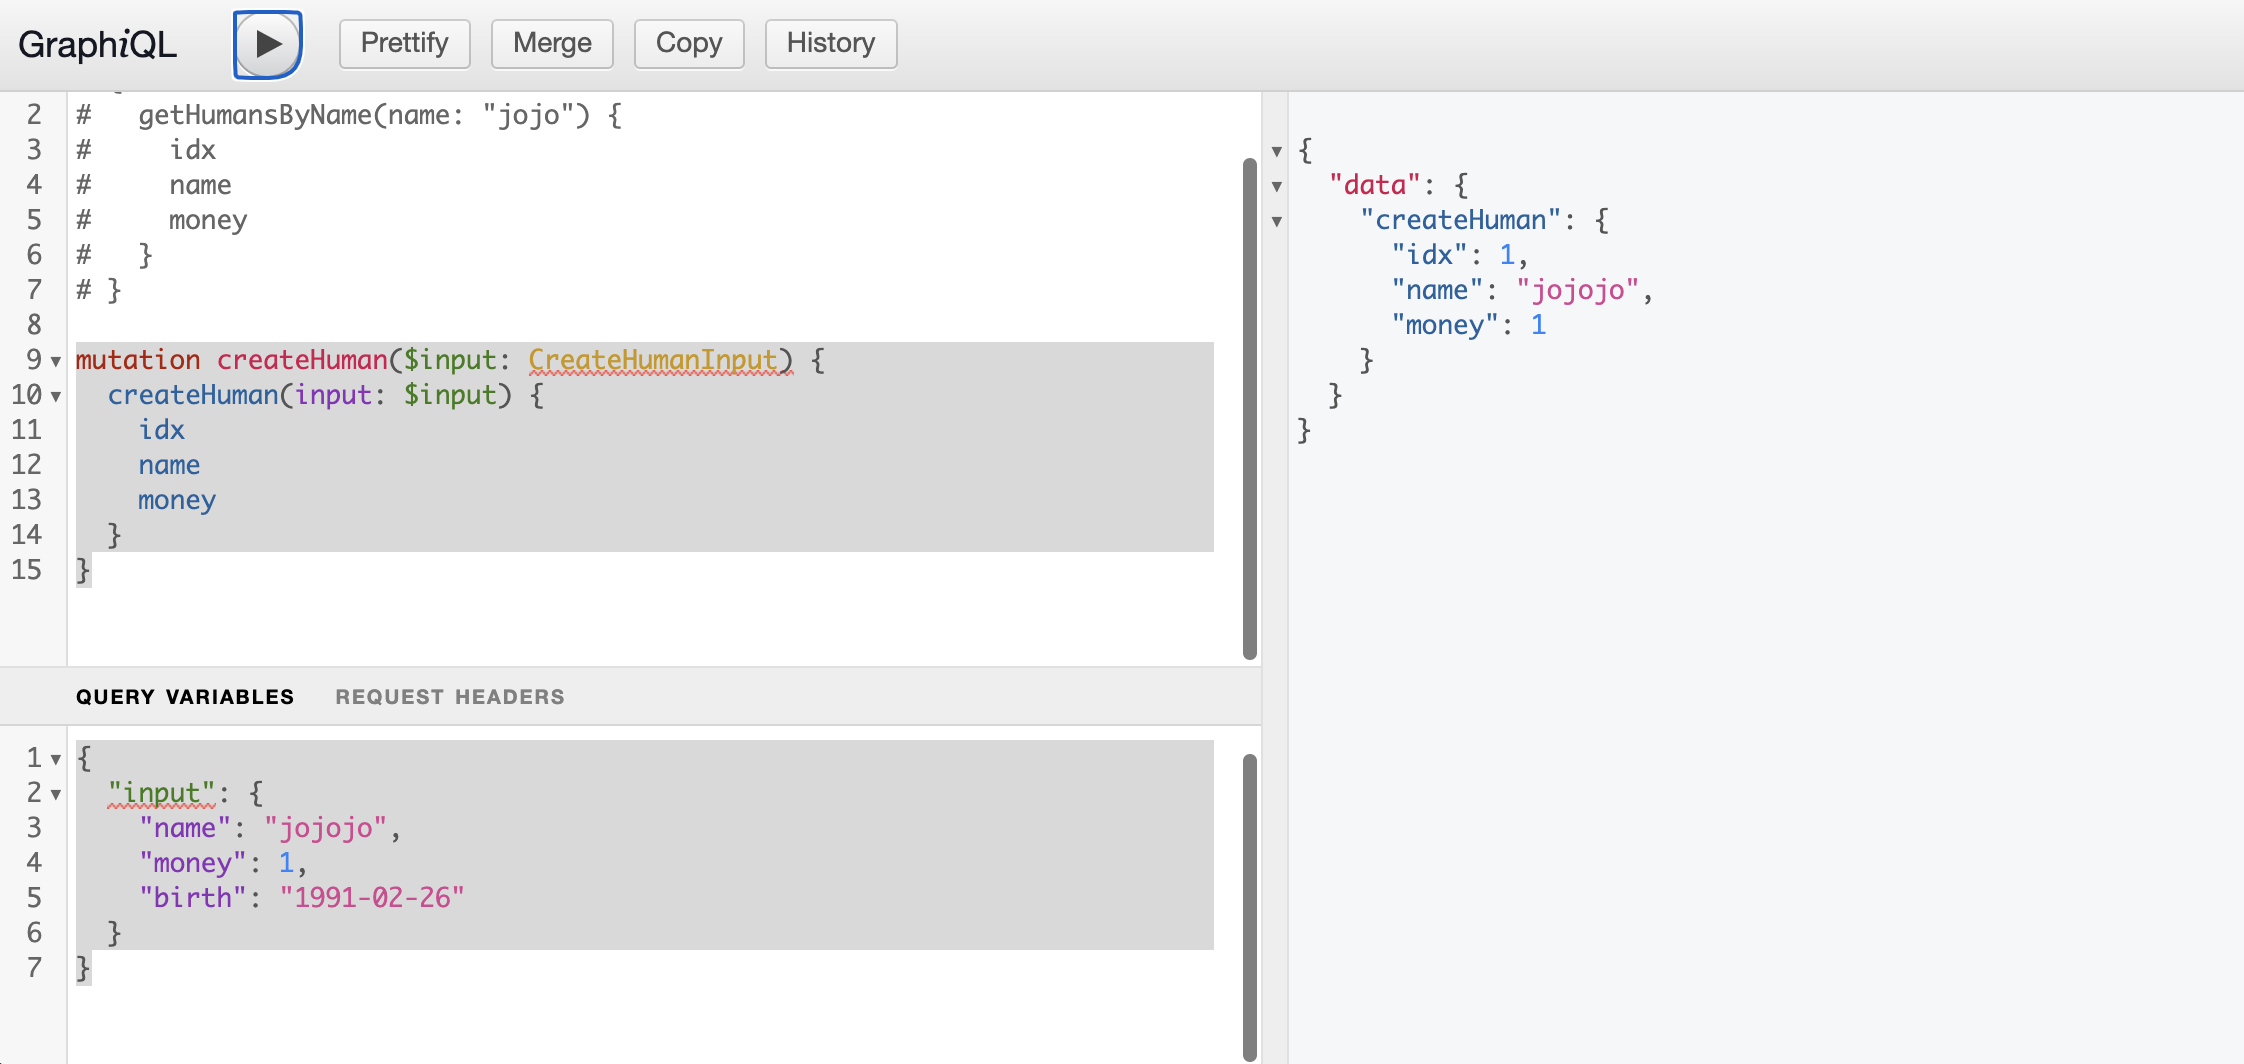 GraphiQL Prettify Merge Copy History
2 #   getHumansByName(name: "jojo") {
3 #     idx
4 #     name
5 #     money
6 #   }
7 # }
8
9 mutation createHuman($input: CreateHumanInput) {
10   createHuman(input: $input) {
11     idx
12     name
13     money
14   }
15 }
QUERY VARIABLES REQUEST HEADERS
1 {
2   "input": {
3     "name": "jojojo",
4     "money": 1,
5     "birth": "1991-02-26"
6   }
7 }
{
  "data": {
    "createHuman": {
      "idx": 1,
      "name": "jojojo",
      "money": 1
    }
  }
}